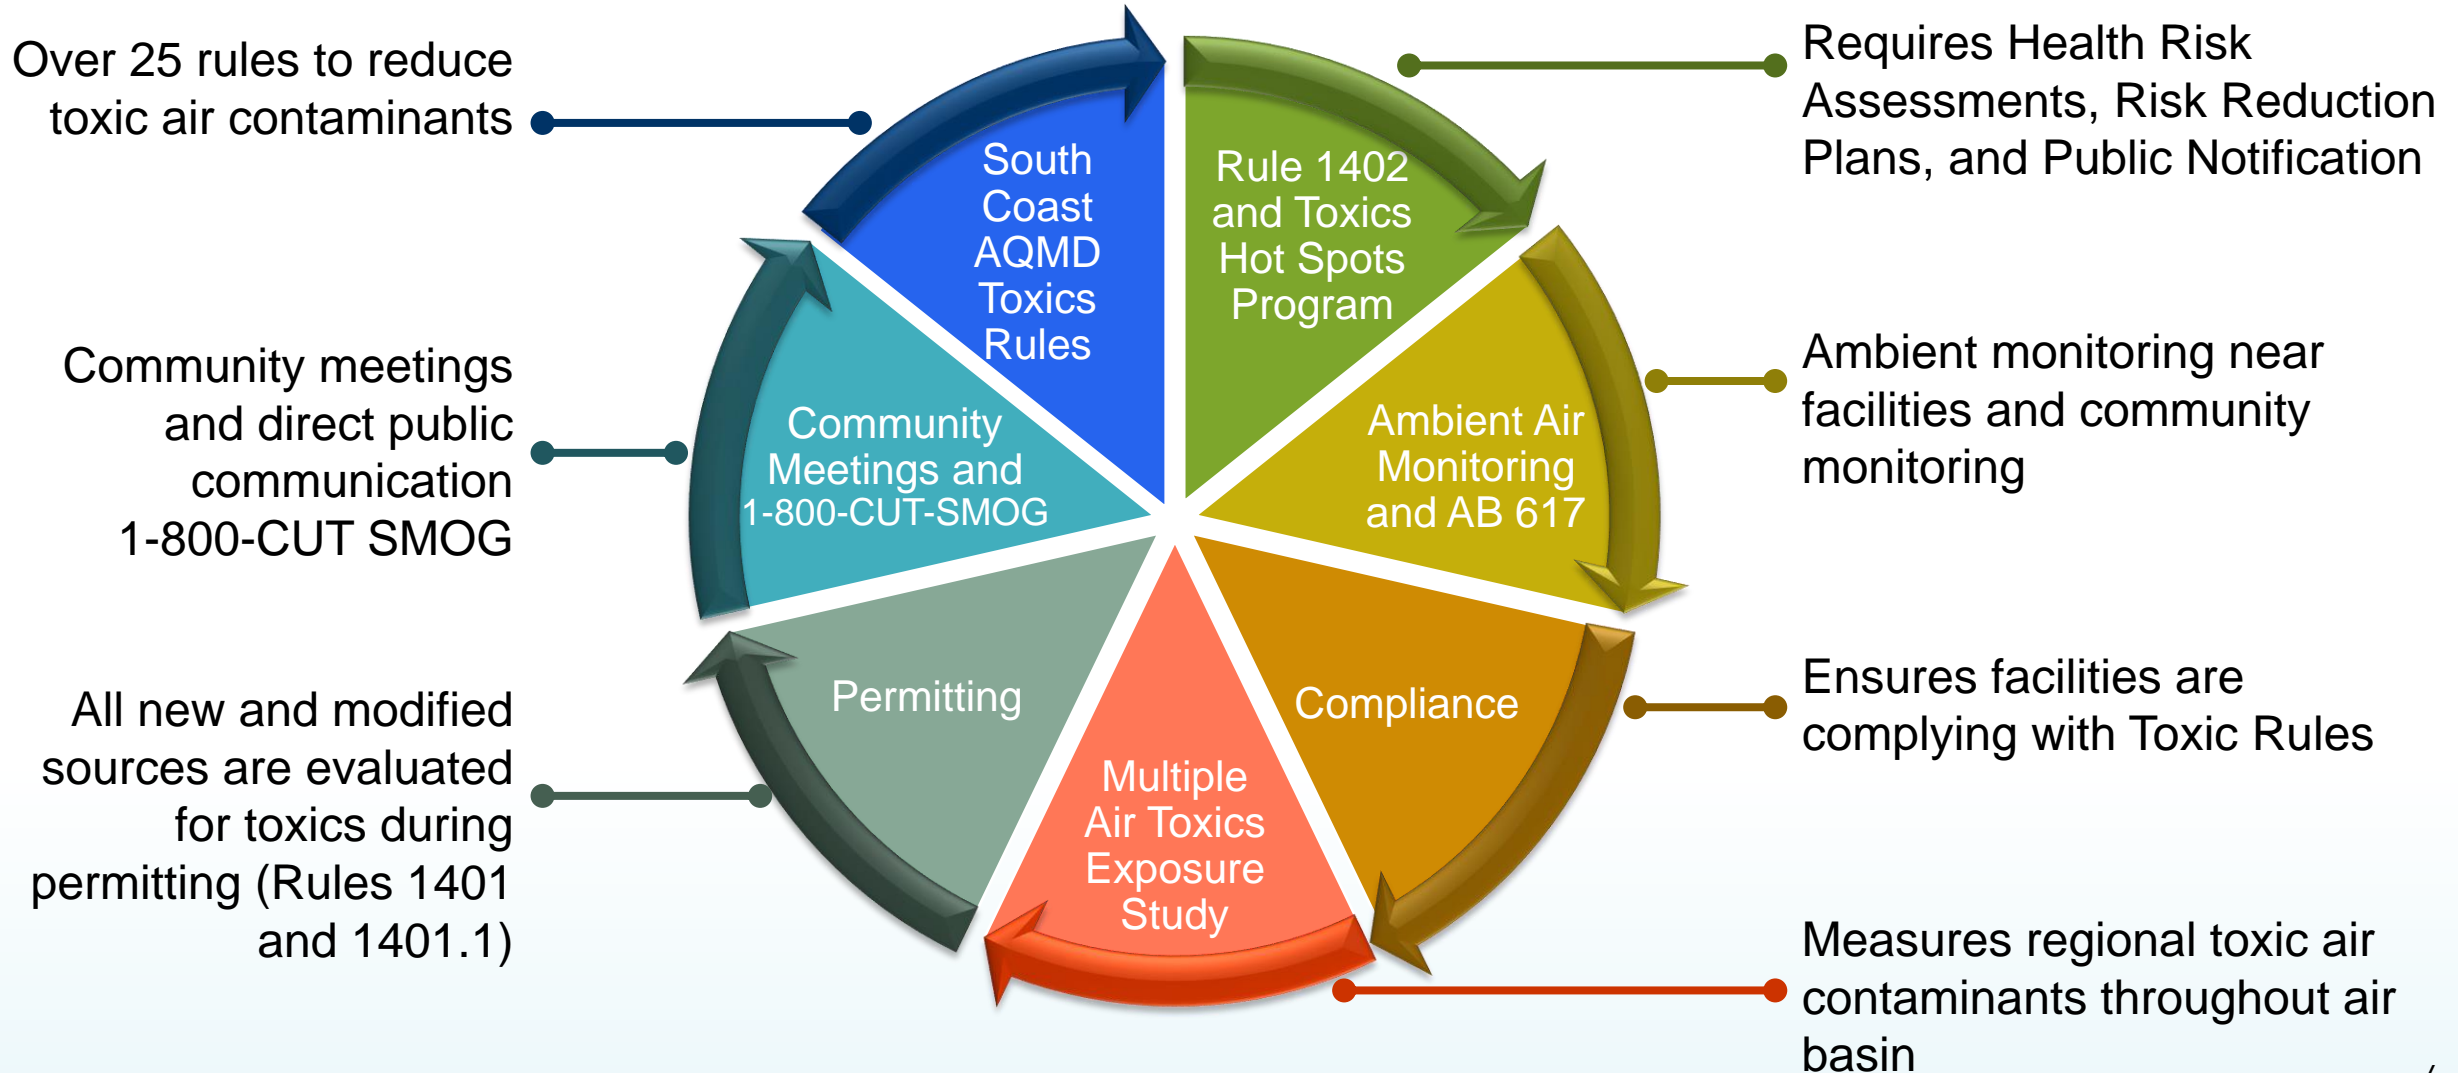 Over 25 rules to reduce
toxic air contaminants
Community meetings
and direct public
communication
1-800-CUT SMOG
All new and modified
sources are evaluated
for toxics during
permitting (Rules 1401
and 1401.1)
South
Coast
AQMD
Toxics
Rules
Rule 1402
and Toxics
Hot Spots
Program
Community
Meetings and
1-800-CUT-SMOG
Ambient Air
Monitoring
and AB 617
Permitting
Compliance
Multiple
Air Toxics
Exposure
Study
Requires Health Risk
Assessments, Risk Reduction
Plans, and Public Notification
Ambient monitoring near
facilities and community
monitoring
Ensures facilities are
complying with Toxic Rules
Measures regional toxic air
contaminants throughout air
basin